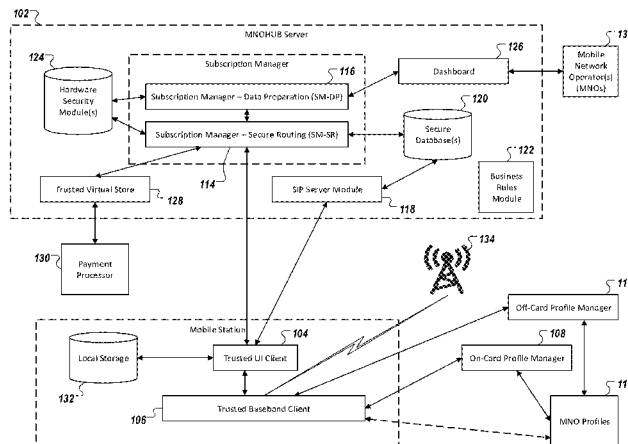 102
MNOHUB Server
13
124
126
Mobile
Network
Operator(s)
(MNOs)
Subscription Manager
116
Hardware
Security
Module(s)
Subscription Manager – Data Preparation (SM-DP)
Dashboard
120
Subscription Manager – Secure Routing (SM-SR)
Secure
Database(s)
122
114
Business
Rules
Module
Trusted Virtual Store
128
SIP Server Module
118
134
130
Payment
Processor
11
Off-Card Profile Manager
Mobile Station
104
108
Local Storage
Trusted UI Client
On-Card Profile Manager
132
11
106
Trusted Baseband Client
MNO Profiles